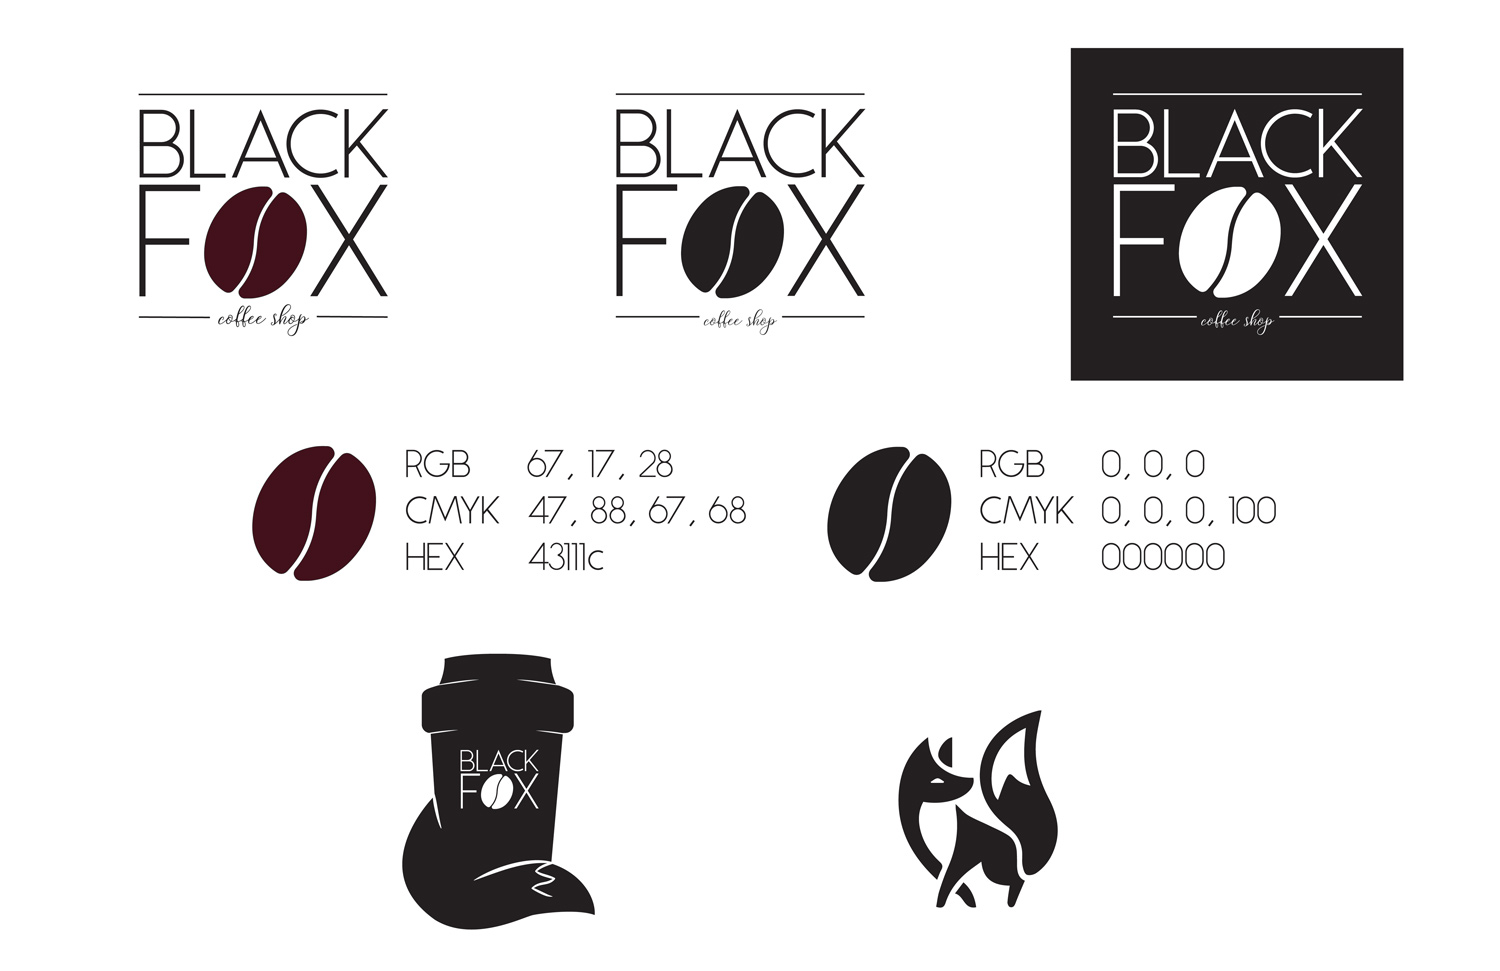 BLACK
FOX
coffee shop
BLACK
FOX
coffee shop
BLACK
FOX
coffee shop
RGB 67, 17, 28
CMYK 47, 88, 67, 68
HEX 43111c
RGB 0, 0, 0
CMYK 0, 0, 0, 100
HEX 000000
BLACK
FOX